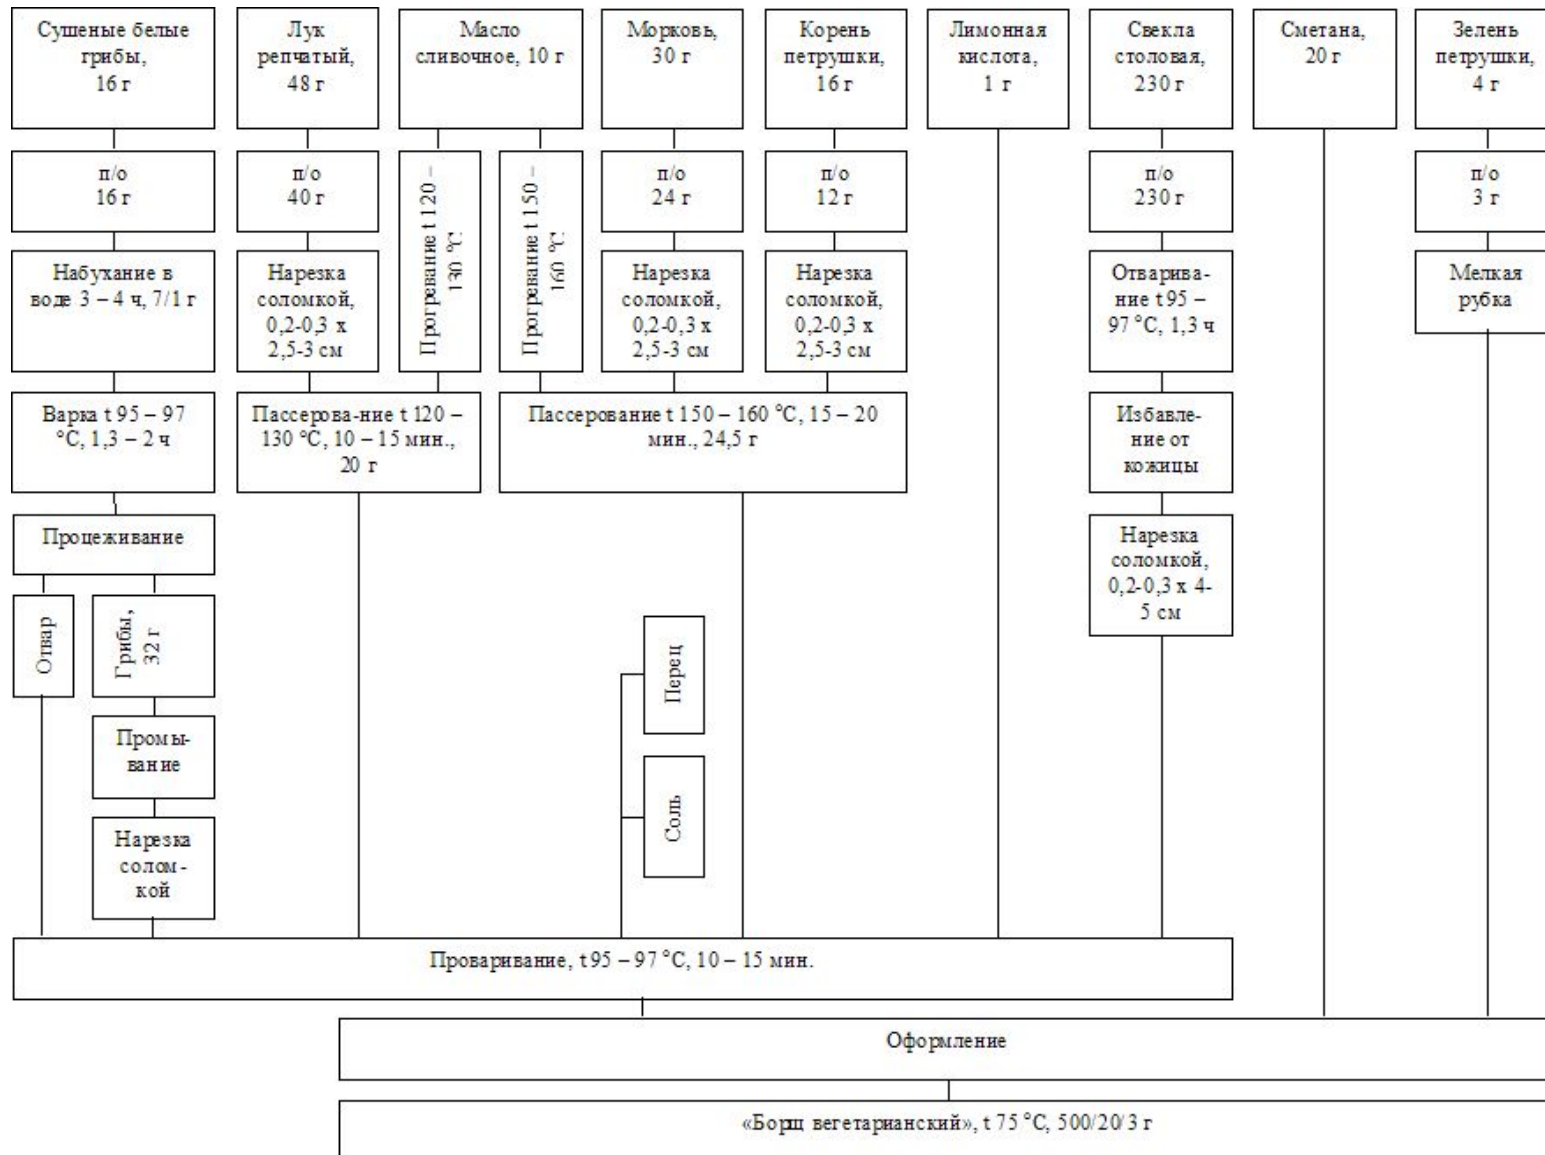 Сушеные белые
грибы,
16 г
Лук
репчатый,
48 г
Масло
сливочное, 10 г
Морковь,
30 г
Корень
петрушки,
16 г
Лимонная
кислота,
1 г
Свекла
столовая,
230 г
Сметана,
20 г
Зелень
петрушки,
4 г
п/о
16 г
п/о
40 г
Прогревание t 120 –
130 °C
Прогревание t 150 –
160 °C
п/о
24 г
п/о
12 г
п/о
230 г
п/о
3 г
Набухание в
воде 3 – 4 ч, 7/1 г
Нарезка
соломкой,
0,2-0,3 х
2,5-3 см
Нарезка
соломкой,
0,2-0,3 х
2,5-3 см
Нарезка
соломкой,
0,2-0,3 х
2,5-3 см
Отварива-
ние t 95 –
97 °C, 1,3 ч
Мелкая
рубка
Варка t 95 – 97
°C, 1,3 – 2 ч
Пассерова-ние t 120 –
130 °C, 10 – 15 мин.,
20 г
Пассерование t 150 – 160 °C, 15 – 20
мин., 24,5 г
Избавле-
ние от
кожицы
Процеживание
Нарезка
соломкой,
0,2-0,3 х 4-
5 см
Отвар
Грибы,
32 г
Перец
Промы-
вание
Соль
Нарезка
солом-
кой
Проваривание, t 95 – 97 °C, 10 – 15 мин.
Оформление
«Борщ вегетарианский», t 75 °C, 500/20/3 г